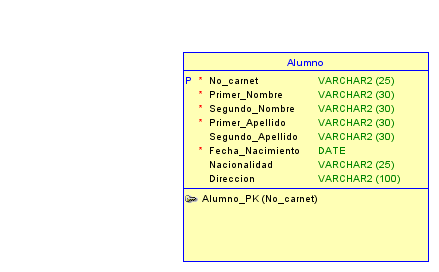 Alumno
P * No_carnet VARCHAR2 (25)
* Primer_Nombre VARCHAR2 (30)
* Segundo_Nombre VARCHAR2 (30)
* Primer_Apellido VARCHAR2 (30)
Segundo_Apellido VARCHAR2 (30)
* Fecha_Nacimiento DATE
Nacionalidad VARCHAR2 (25)
Direccion VARCHAR2 (100)
Alumno_PK (No_carnet)